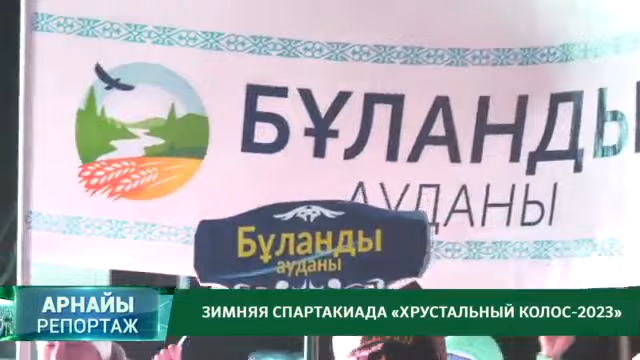 БҰЛАНДЫ
АУДАНЫ
Бұланды
ауданы
АРНАЙЫ
РЕПОРТАЖ
ЗИМНЯЯ СПАРТАКИАДА «ХРУСТАЛЬНЫЙ КОЛОС-2023»